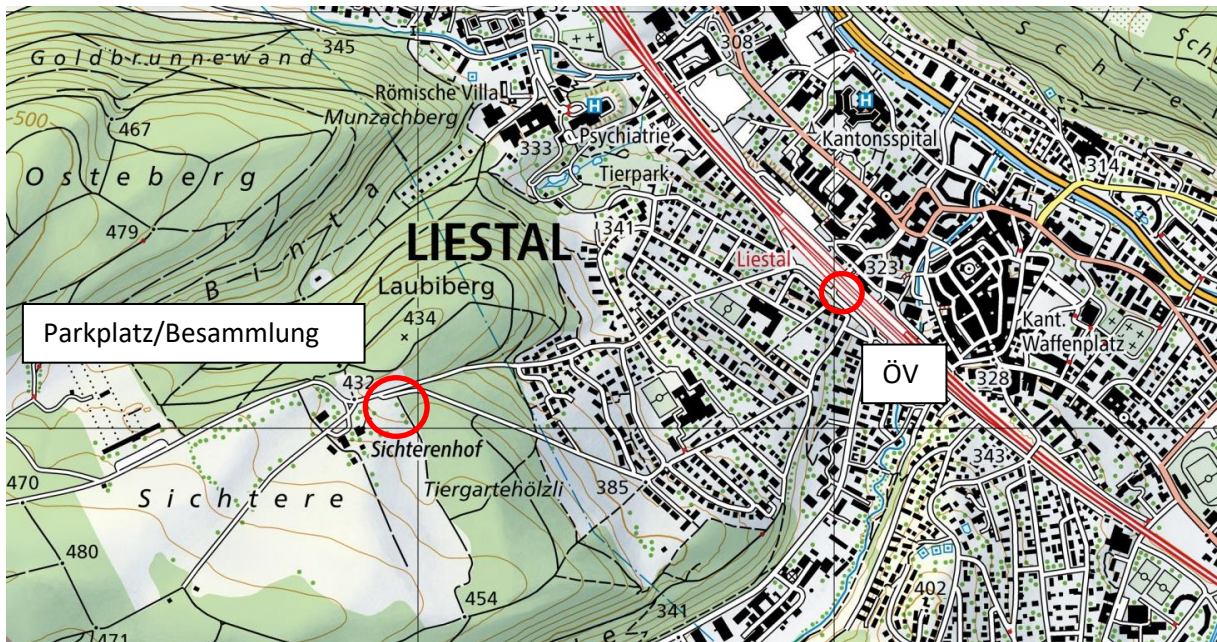 345
308
Goldbrunnewand
Römische Villa
Munzachberg
H
H
500
467
Psychiatrie
Kantonsspital
333
314
Osteberg
Tierpark
479
341
LIESTAL
Liestal
323
Binta
Laubiberg
434
Kant.
Waffenplatz
Parkplatz/Besammlung
ÖV
432
328
Sichterenhof
343
470
Sichtere
Tiergartehölzli
385
480
402
454
341
471